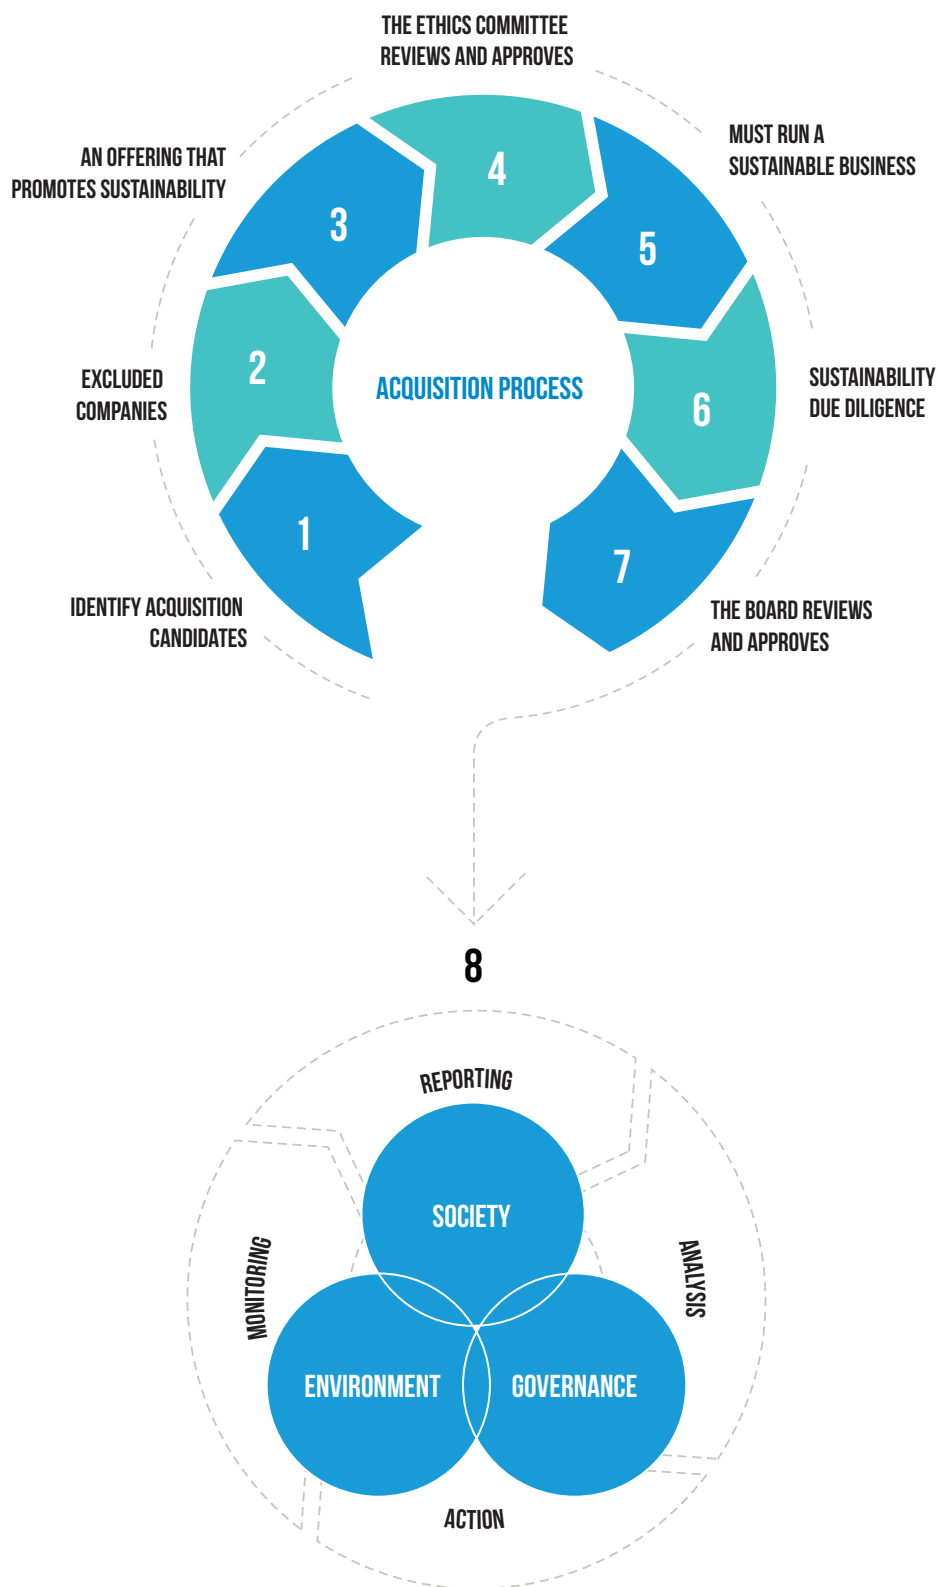 THE ETHICS COMMITTEE
REVIEWS AND APPROVES
MUST RUN A
SUSTAINABLE BUSINESS
AN OFFERING THAT
PROMOTES SUSTAINABILITY
4
3
5
EXCLUDED
COMPANIES
2
ACQUISITION PROCESS
6
SUSTAINABILITY
DUE DILIGENCE
1
7
IDENTIFY ACQUISITION
CANDIDATES
THE BOARD REVIEWS
AND APPROVES
8
REPORTING
SOCIETY
MONITORING
ANALYSIS
ENVIRONMENT
GOVERNANCE
ACTION